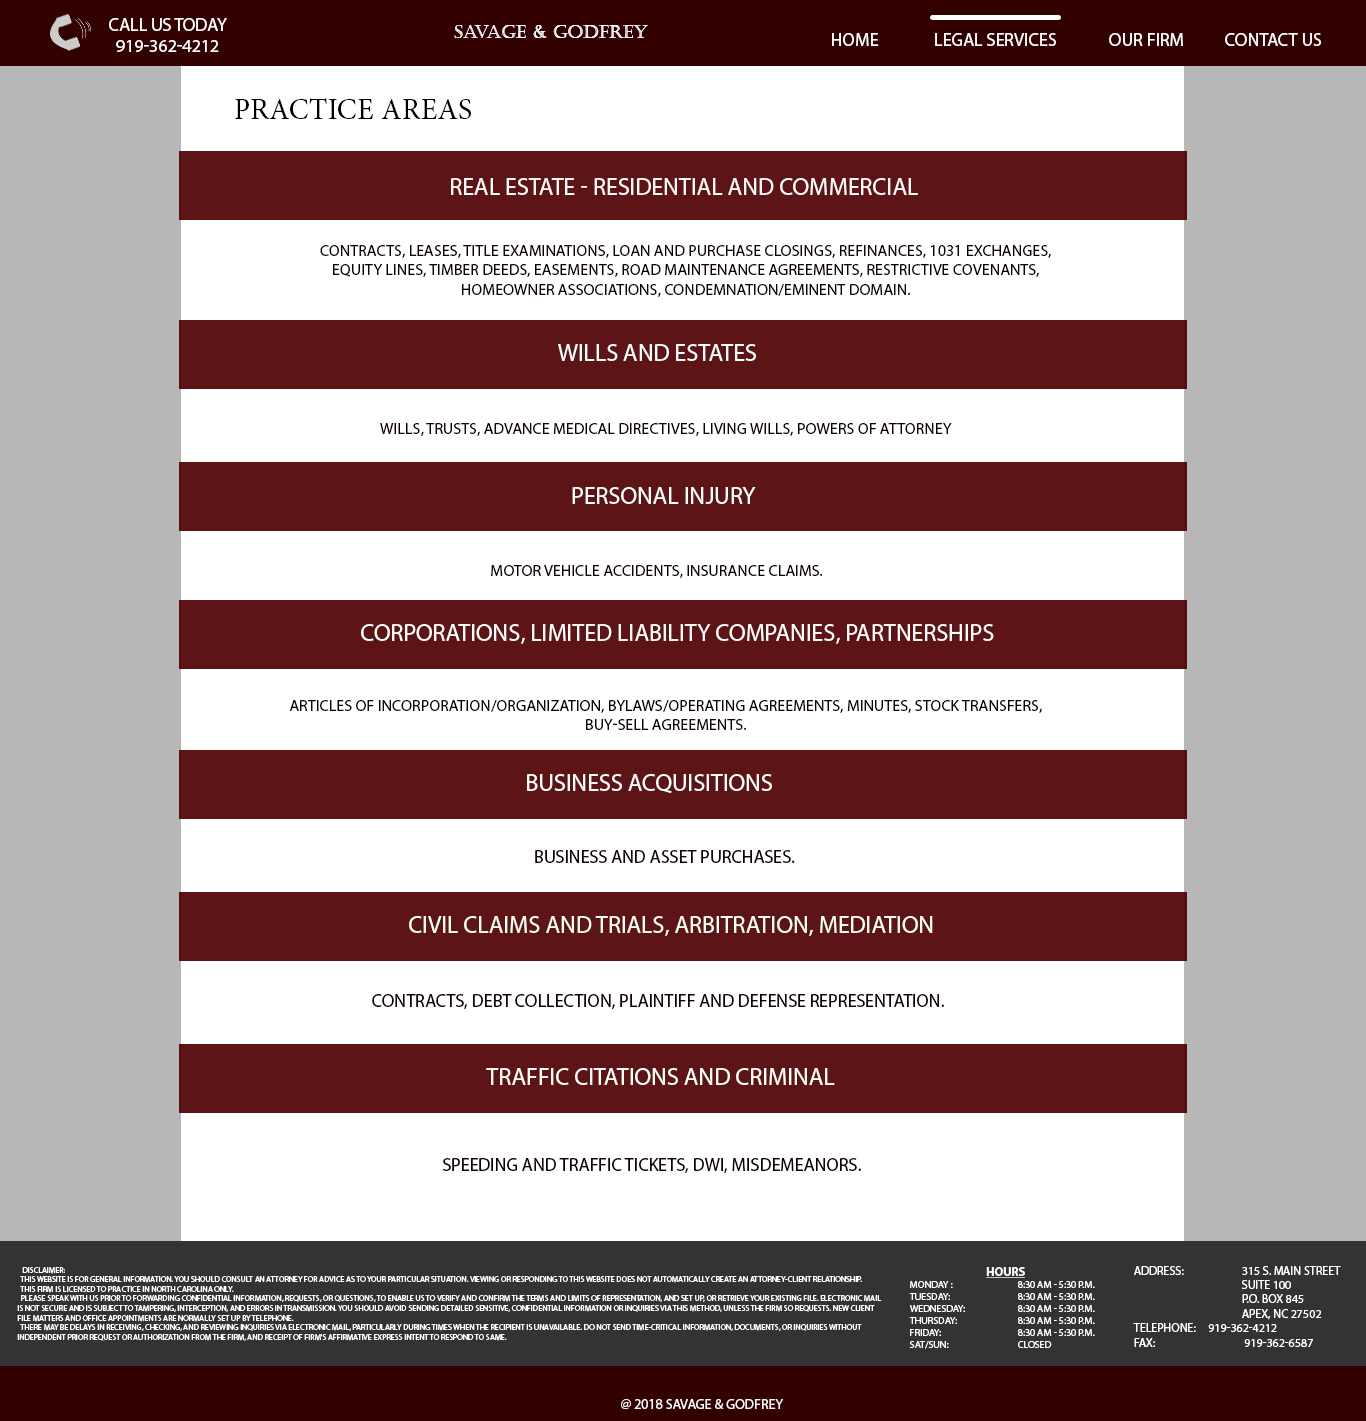 CALL US TODAY
919-362-4212
SAVAGE & GODFREY
HOME LEGAL SERVICES OUR FIRM CONTACT US
PRACTICE AREAS
REAL ESTATE - RESIDENTIAL AND COMMERCIAL
CONTRACTS, LEASES, TITLE EXAMINATIONS, LOAN AND PURCHASE CLOSINGS, REFINANCES, 1031 EXCHANGES,
EQUITY LINES, TIMBER DEEDS, EASEMENTS, ROAD MAINTENANCE AGREEMENTS, RESTRICTIVE COVENANTS,
HOMEOWNER ASSOCIATIONS, CONDEMNATION/EMINENT DOMAIN.
WILLS AND ESTATES
WILLS, TRUSTS, ADVANCE MEDICAL DIRECTIVES, LIVING WILLS, POWERS OF ATTORNEY
PERSONAL INJURY
MOTOR VEHICLE ACCIDENTS, INSURANCE CLAIMS.
CORPORATIONS, LIMITED LIABILITY COMPANIES, PARTNERSHIPS
ARTICLES OF INCORPORATION/ORGANIZATION, BYLAWS/OPERATING AGREEMENTS, MINUTES, STOCK TRANSFERS,
BUY-SELL AGREEMENTS.
BUSINESS ACQUISITIONS
BUSINESS AND ASSET PURCHASES.
CIVIL CLAIMS AND TRIALS, ARBITRATION, MEDIATION
CONTRACTS, DEBT COLLECTION, PLAINTIFF AND DEFENSE REPRESENTATION.
TRAFFIC CITATIONS AND CRIMINAL
SPEEDING AND TRAFFIC TICKETS, DWI, MISDEMEANORS.
DISCLAIMER:
THIS WEBSITE IS FOR GENERAL INFORMATION. YOU SHOULD CONSULT AN ATTORNEY FOR ADVICE AS TO YOUR PARTICULAR SITUATION. VIEWING OR RESPONDING TO THIS WEBSITE DOES NOT AUTOMATICALLY CREATE AN ATTORNEY-CLIENT RELATIONSHIP.
THIS FIRM IS LICENSED TO PRACTICE IN NORTH CAROLINA ONLY.
PLEASE SPEAK WITH US PRIOR TO FORWARDING CONFIDENTIAL INFORMATION, REQUESTS, OR QUESTIONS, TO ENABLE US TO VERIFY AND CONFIRM THE TERMS AND LIMITS OF REPRESENTATION, AND SET UP, OR RETRIEVE YOUR EXISTING FILE. ELECTRONIC MAIL
IS NOT SECURE AND IS SUBJECT TO TAMPERING, INTERCEPTION, AND ERRORS IN TRANSMISSION. YOU SHOULD AVOID SENDING DETAILED SENSITIVE, CONFIDENTIAL INFORMATION OR INQUIRIES VIA THIS METHOD, UNLESS THE FIRM SO REQUESTS. NEW CLIENT
FILE MATTERS AND OFFICE APPOINTMENTS ARE NORMALLY SET UP BY TELEPHONE.
THERE MAY BE DELAYS IN RECEIVING, CHECKING, AND REVIEWING INQUIRIES VIA ELECTRONIC MAIL, PARTICULARLY DURING TIMES WHEN THE RECIPIENT IS UNAVAILABLE. DO NOT SEND TIME-CRITICAL INFORMATION, DOCUMENTS, OR INQUIRIES WITHOUT
INDEPENDENT PRIOR REQUEST OR AUTHORIZATION FROM THE FIRM, AND RECEIPT OF FIRM'S AFFIRMATIVE EXPRESS INTENT TO RESPOND TO SAME.
HOURS
MONDAY : 8:30 AM - 5:30 P.M.
TUESDAY: 8:30 AM - 5:30 P.M.
WEDNESDAY: 8:30 AM - 5:30 P.M.
THURSDAY: 8:30 AM - 5:30 P.M.
FRIDAY: 8:30 AM - 5:30 P.M.
SAT/SUN: CLOSED
ADDRESS: 315 S. MAIN STREET
SUITE 100
P.O. BOX 845
APEX, NC 27502
TELEPHONE: 919-362-4212
FAX: 919-362-6587
@ 2018 SAVAGE & GODFREY